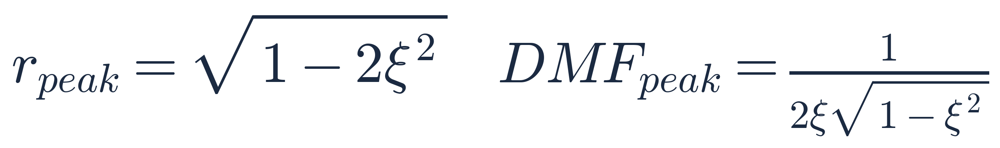 r_{peak} = \sqrt{1 - 2\xi^2} DMF_{peak} = \frac{1}{2\xi\sqrt{1 - \xi^2}}